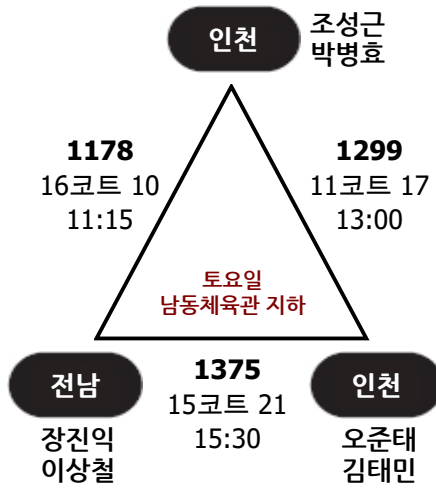 인천
조성근
박병효
1178
16코트 10
11:15
1299
11코트 17
13:00
토요일
남동체육관 지하
전남
장진익
이상철
1375
15코트 21
15:30
인천
오준태
김태민